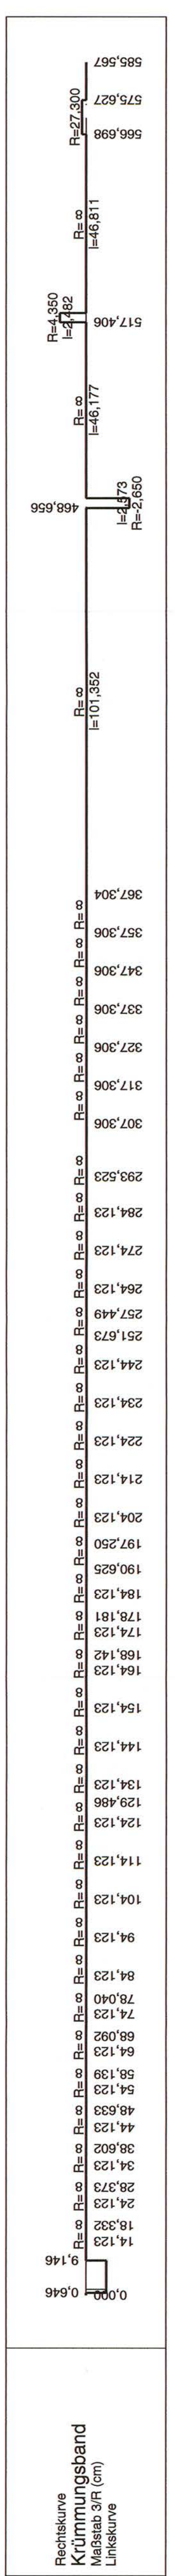 Rechtskurve
Krümmungsband
Maßstab 3/R (cm)
Linkskurve
0,000
0,646
9,146
14,123
R= ∞
18,332
24,123
R= ∞
28,373
34,123
R= ∞
38,602
44,123
R= ∞
48,633
54,123
R= ∞
58,139
64,123
R= ∞
68,092
74,123
R= ∞
78,040
84,123
R= ∞
94,123
R= ∞
104,123
R= ∞
114,123
R= ∞
124,123
R= ∞
129,486
134,123
R= ∞
144,123
R= ∞
154,123
R= ∞
164,123
R= ∞
168,142
174,123
R= ∞
178,181
184,123
R= ∞
190,625
R= ∞
197,250
204,123
R= ∞
214,123
R= ∞
224,123
R= ∞
234,123
R= ∞
244,123
R= ∞
251,673
R= ∞
257,449
264,123
R= ∞
274,123
R= ∞
284,123
R= ∞
293,523
307,306
R= ∞
317,306
R= ∞
327,306
R= ∞
337,306
R= ∞
347,306
R= ∞
357,306
R= ∞
367,304
R= ∞
l=101,352
468,656
l=2,573
R=-2,650
R= ∞
l=46,177
R=4,350
l=2,482
517,406
R= ∞
l=46,811
566,698
R=27,300
575,627
585,567